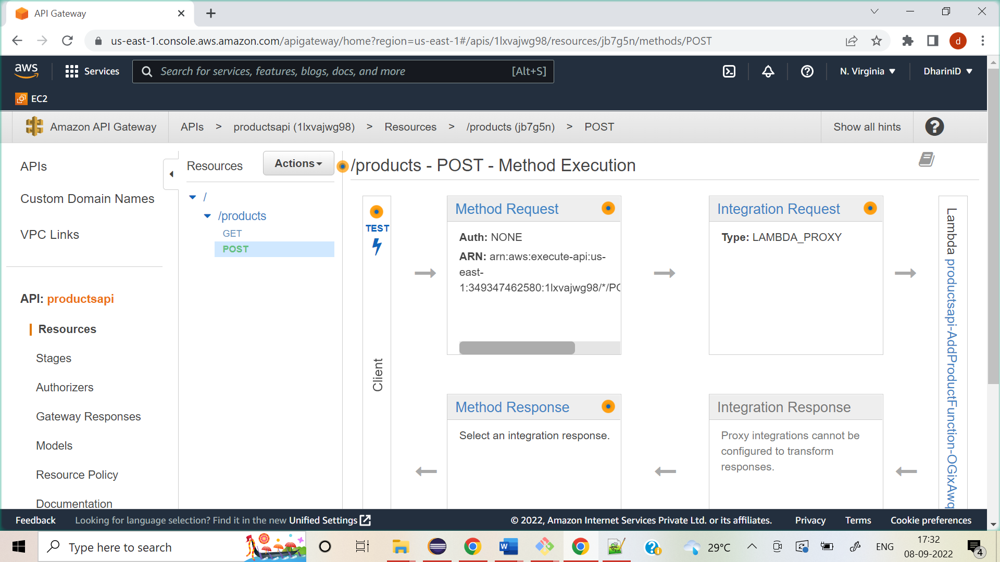 API Gateway
us-east-1.console.aws.amazon.com/apigateway/home?region=us-east-1#/apis/1lxvajwg98/resources/jb7g5n/methods/POST
d
aws
Services
Search for services, features, blogs, docs, and more [Alt+S]
N. Virginia
DhariniD
EC2
Amazon API Gateway
APIs > productsapi (1lxvajwg98) > Resources > /products (jb7g5n) > POST
Show all hints
?
APIs
Custom Domain Names
VPC Links
API: productsapi
Resources
Stages
Authorizers
Gateway Responses
Models
Resource Policy
Documentation
Resources
Actions
/
/products
GET
POST
/products - POST - Method Execution
TEST
Client
Method Request
Auth: NONE
ARN: arn:aws:execute-api:us-
east-
1:349347462580:1lxvajwg98/*/PO
Integration Request
Type: LAMBDA_PROXY
Lambda productsapi-AddProductFunction-OGixAwq
Method Response
Select an integration response.
Integration Response
Proxy integrations cannot be
configured to transform
responses.
Feedback
Looking for language selection? Find it in the new Unified Settings
© 2022, Amazon Internet Services Private Ltd. or its affiliates.
Privacy
Terms
Cookie preferences
Type here to search
W
?
29°C
ENG
17:32
08-09-2022
4